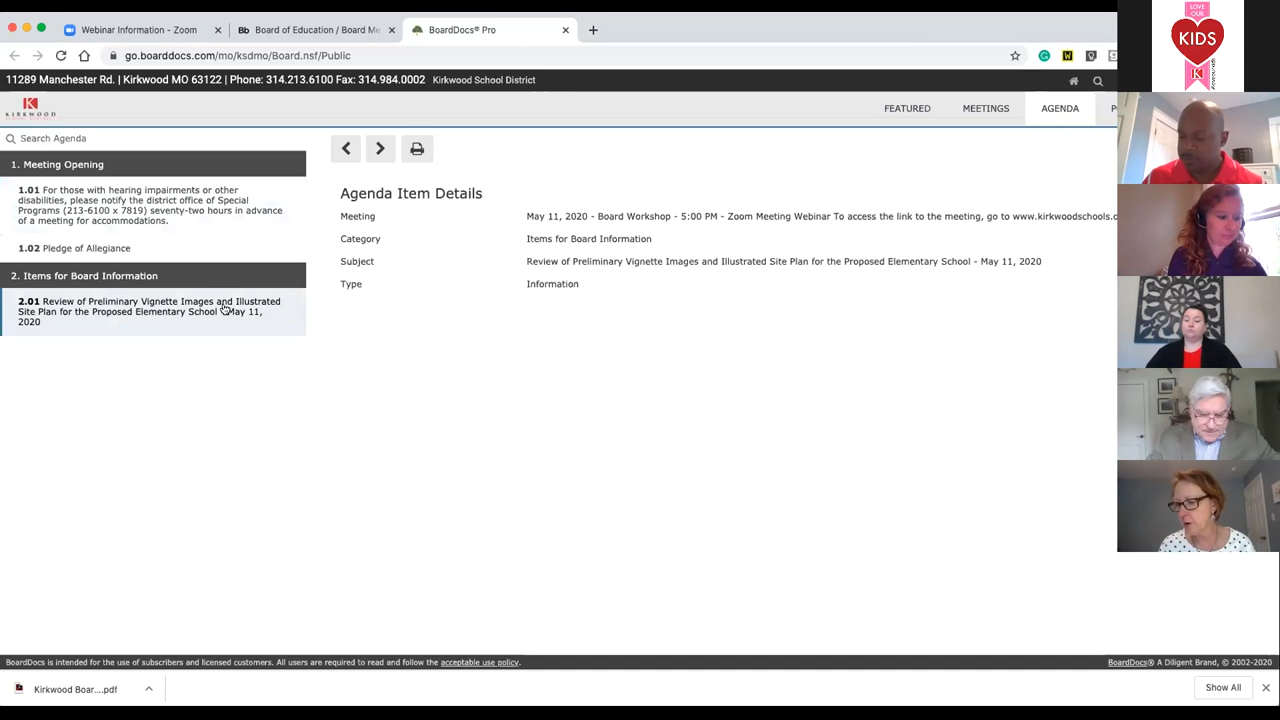 Webinar Information - Zoom
Board of Education / Board Me
BoardDocs® Pro
go.boarddocs.com/mo/ksdmo/Board.nsf/Public
11289 Manchester Rd. | Kirkwood MO 63122 | Phone: 314.213.6100 Fax: 314.984.0002 Kirkwood School District
KIRKWOOD
FEATURED
MEETINGS
AGENDA
Search Agenda
1. Meeting Opening
1.01 For those with hearing impairments or other
disabilities, please notify the district office of Special
Programs (213-6100 x 7819) seventy-two hours in advance
of a meeting for accommodations.
1.02 Pledge of Allegiance
2. Items for Board Information
2.01 Review of Preliminary Vignette Images and Illustrated
Site Plan for the Proposed Elementary School - May 11,
2020
Agenda Item Details
Meeting
May 11, 2020 - Board Workshop - 5:00 PM - Zoom Meeting Webinar To access the link to the meeting, go to www.kirkwoodschools.o
Category
Items for Board Information
Subject
Review of Preliminary Vignette Images and Illustrated Site Plan for the Proposed Elementary School - May 11, 2020
Type
Information
LOVE
OUR
KIDS
K
BoardDocs is intended for the use of subscribers and licensed customers. All users are required to read and follow the acceptable use policy.
BoardDocs® A Diligent Brand, © 2002-2020
Kirkwood Boar....pdf
Show All